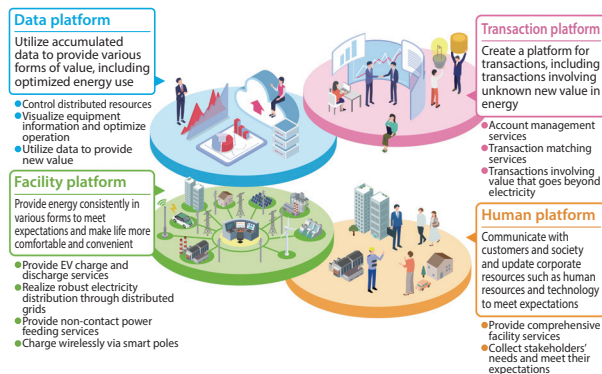 Data platform
Utilize accumulated
data to provide various
forms of value, including
optimized energy use
●Control distributed resources
●Visualize equipment
information and optimize
operation
●Utilize data to provide
new value
Transaction platform
Create a platform for
transactions, including
transactions involving
unknown new value in
energy
●Account management
services
●Transaction matching
services
●Transactions involving
value that goes beyond
electricity
Facility platform
Provide energy consistently in
various forms to meet
expectations and make life more
comfortable and convenient
●Provide EV charge and
discharge services
●Realize robust electricity
distribution through distributed
grids
●Provide non-contact power
feeding services
●Charge wirelessly via smart poles
Human platform
Communicate with
customers and society
and update corporate
resources such as human
resources and technology
to meet expectations
●Provide comprehensive
facility services
●Collect stakeholders'
needs and meet their
expectations